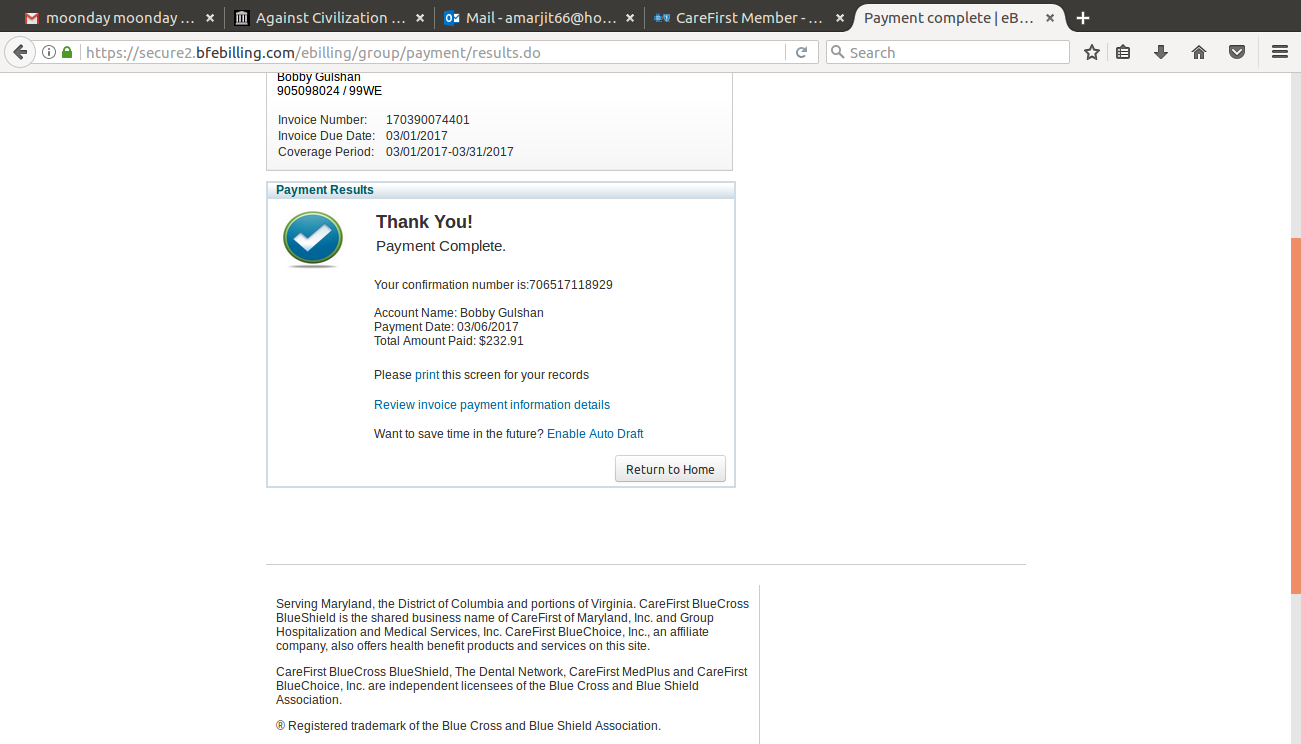 moonday moonday ...
Against Civilization ...
Mail - amarjit66@ho...
CareFirst Member - ...
Payment complete | eB...
https://secure2.bfebilling.com/ebilling/group/payment/results.do
Search
Bobby Gulshan
905098024 / 99WE
Invoice Number: 170390074401
Invoice Due Date: 03/01/2017
Coverage Period: 03/01/2017-03/31/2017
Payment Results
Thank You!
Payment Complete.
Your confirmation number is:706517118929
Account Name: Bobby Gulshan
Payment Date: 03/06/2017
Total Amount Paid: $232.91
Please print this screen for your records
Review invoice payment information details
Want to save time in the future? Enable Auto Draft
Return to Home
Serving Maryland, the District of Columbia and portions of Virginia. CareFirst BlueCross
BlueShield is the shared business name of CareFirst of Maryland, Inc. and Group
Hospitalization and Medical Services, Inc. CareFirst BlueChoice, Inc., an affiliate
company, also offers health benefit products and services on this site.
CareFirst BlueCross BlueShield, The Dental Network, CareFirst MedPlus and CareFirst
BlueChoice, Inc. are independent licensees of the Blue Cross and Blue Shield
Association.
® Registered trademark of the Blue Cross and Blue Shield Association.